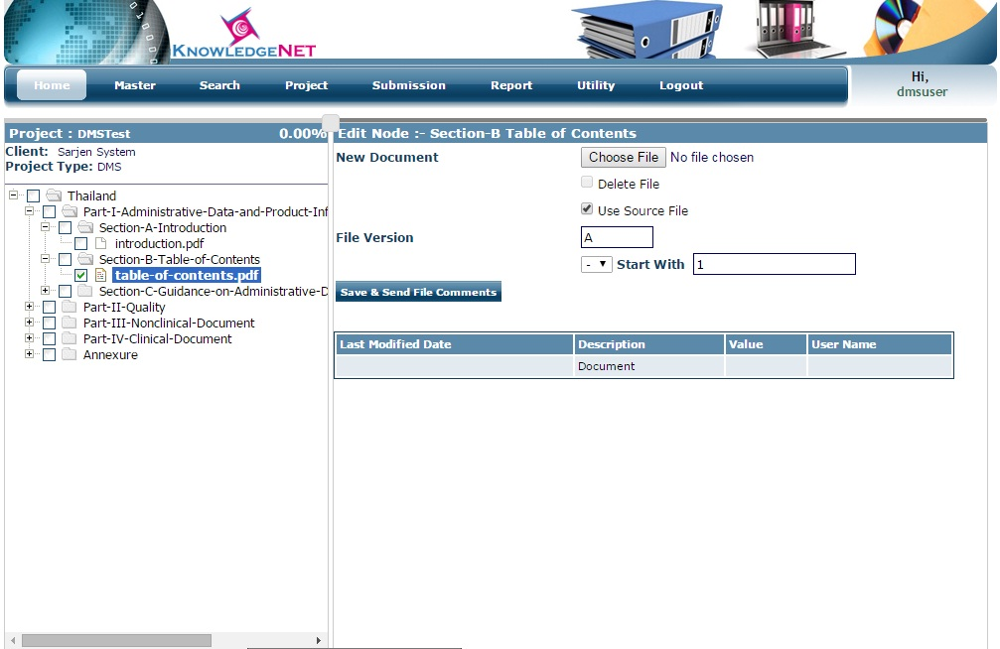 KNOWLEDGENET
Home Master Search Project Submission Report Utility Logout
Hi,
dmsuser
Project : DMSTest 0.00%
Client: Sarjen System
Project Type: DMS
Thailand
Part-I-Administrative-Data-and-Product-Inf
Section-A-Introduction
introduction.pdf
Section-B-Table-of-Contents
table-of-contents.pdf
Section-C-Guidance-on-Administrative-D
Part-II-Quality
Part-III-Nonclinical-Document
Part-IV-Clinical-Document
Annexure
Edit Node :- Section-B Table of Contents
New Document Choose File No file chosen
Delete File
Use Source File
File Version A
- Start With 1
Save & Send File Comments
Last Modified Date Description Value User Name
Document